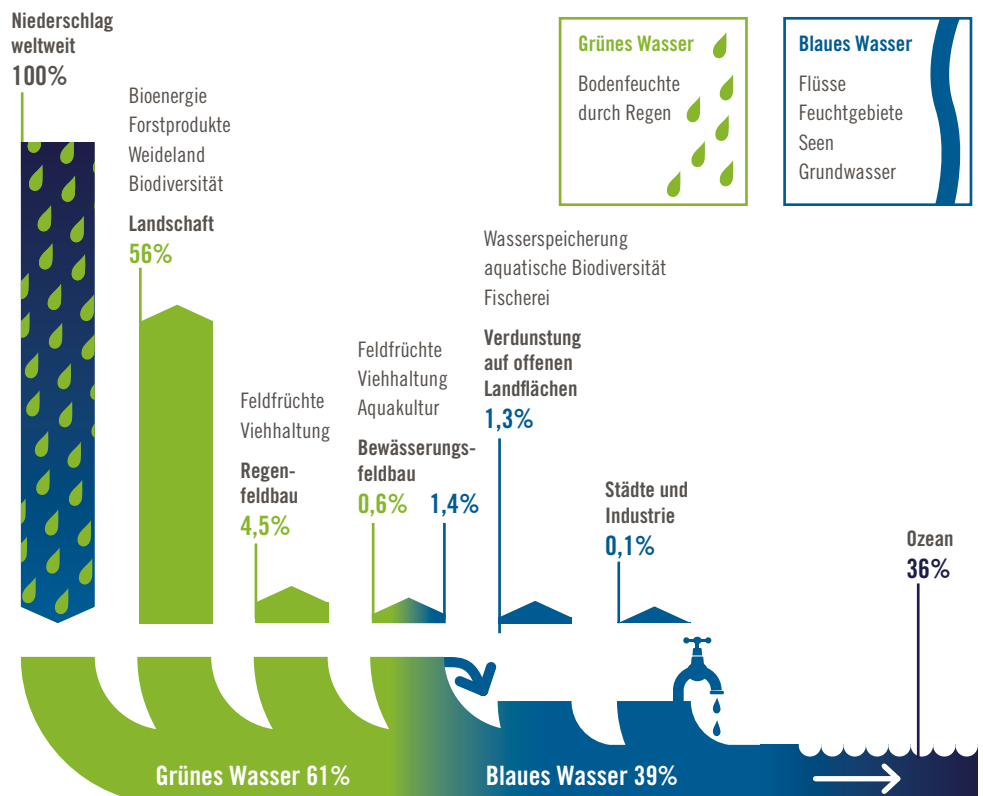 Niederschlag
weltweit
100%
Bioenergie
Forstprodukte
Weideland
Biodiversität
Landschaft
56%
Feldfrüchte
Viehhaltung
Regen-
feldbau
4,5%
Feldfrüchte
Viehhaltung
Aquakultur
Bewässerungs-
feldbau
0,6% 1,4%
Grünes Wasser
Bodenfeuchte
durch Regen
Blaues Wasser
Flüsse
Feuchtgebiete
Seen
Grundwasser
Wasserspeicherung
aquatische Biodiversität
Fischerei
Verdunstung
auf offenen
Landflächen
1,3%
Städte und
Industrie
0,1%
Ozean
36%
Grünes Wasser 61%
Blaues Wasser 39%